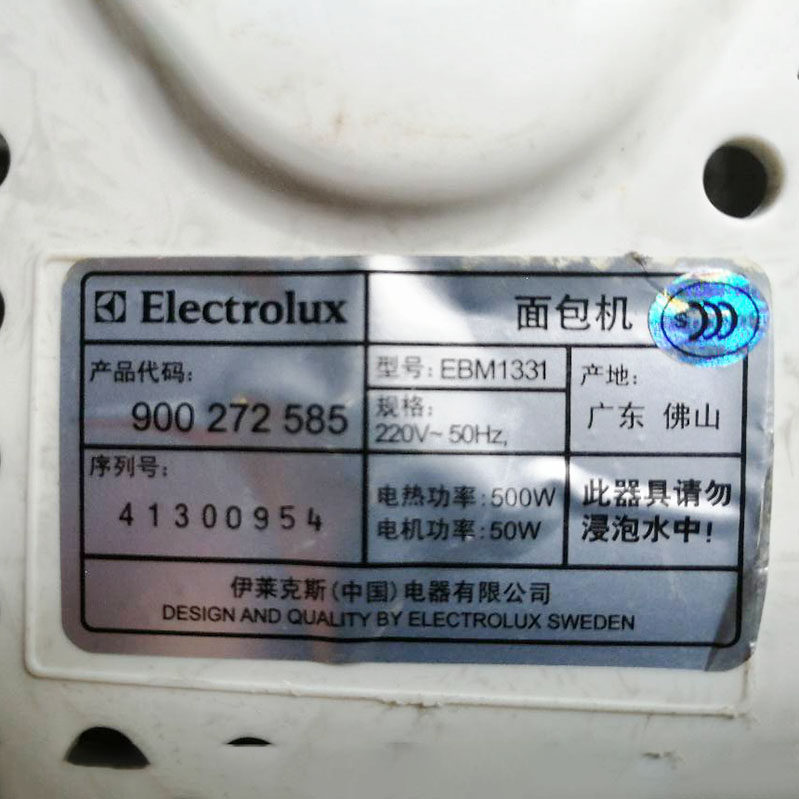 Electrolux
面包机
S
产品代码:
900 272 585
型号: EBM1331
规格:
220V~ 50Hz,
产地:
广东 佛山
序列号:
41300954
电热功率:500W
电机功率:50W
此器具请勿
浸泡水中!
伊莱克斯(中国)电器有限公司
DESIGN AND QUALITY BY ELECTROLUX SWEDEN